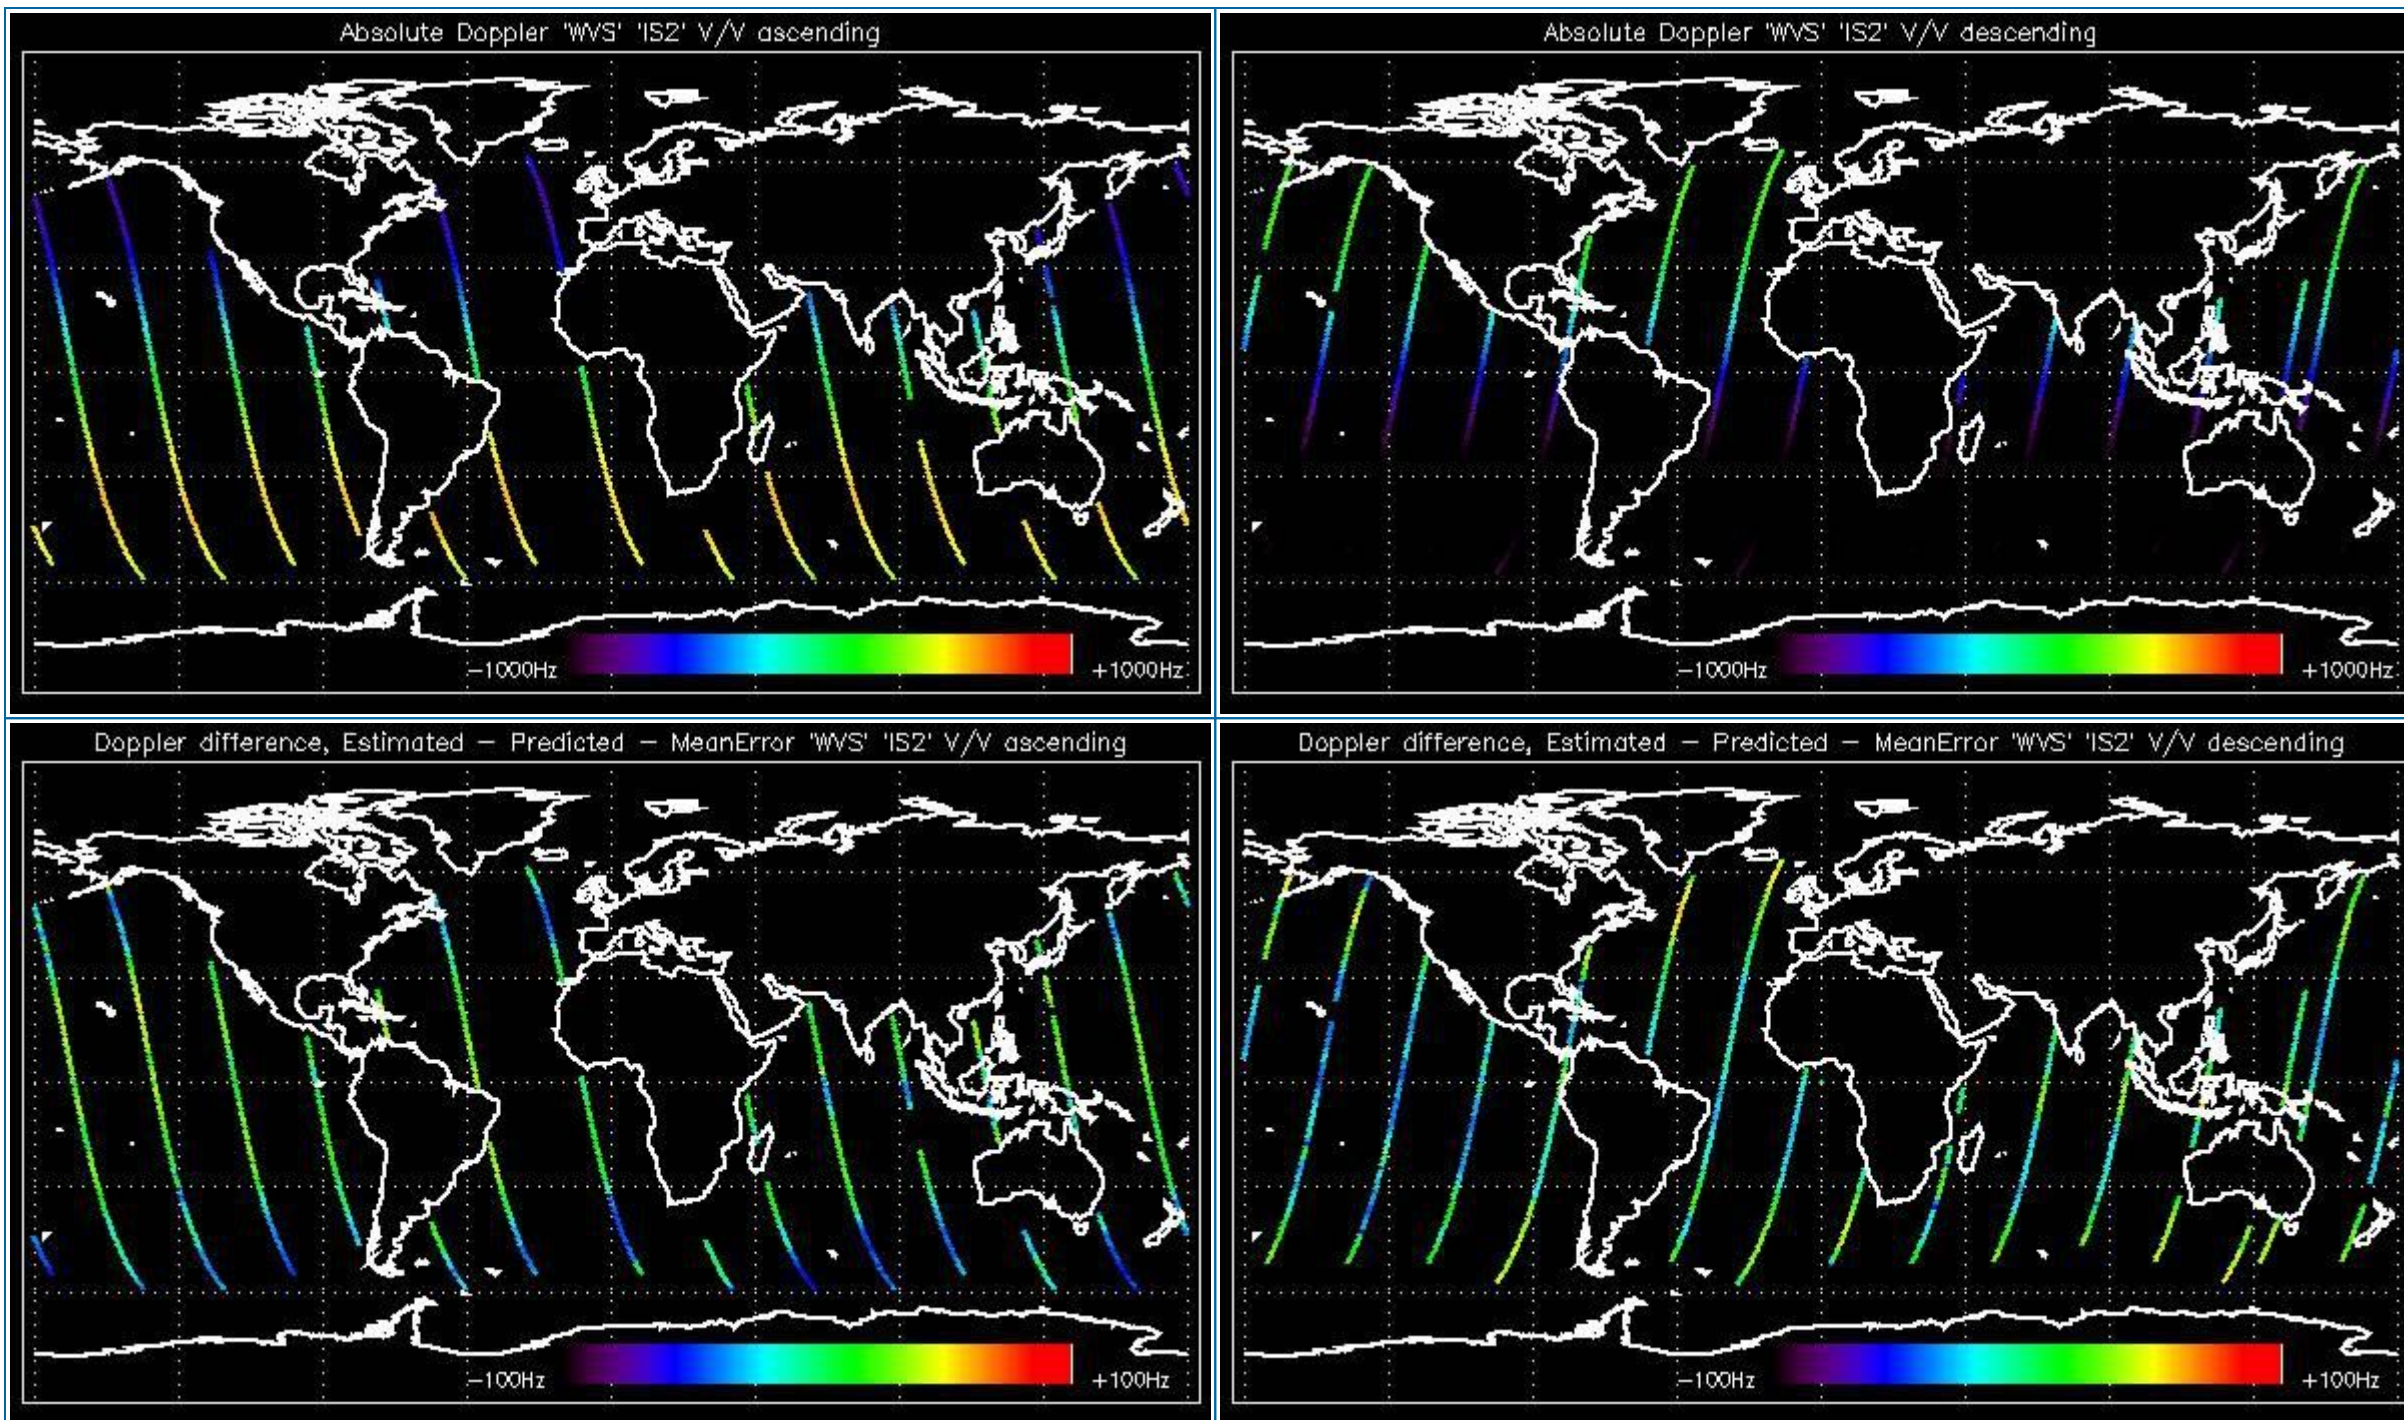 Absolute Doppler 'WVS' 'IS2' V/V ascending
-1000Hz
+1000Hz
Absolute Doppler 'WVS' 'IS2' V/V descending
-1000Hz
+1000Hz
Doppler difference, Estimated - Predicted - MeanError 'WVS' 'IS2' V/V ascending
-100Hz
+100Hz
Doppler difference, Estimated - Predicted - MeanError 'WVS' 'IS2' V/V descending
-100Hz
+100Hz